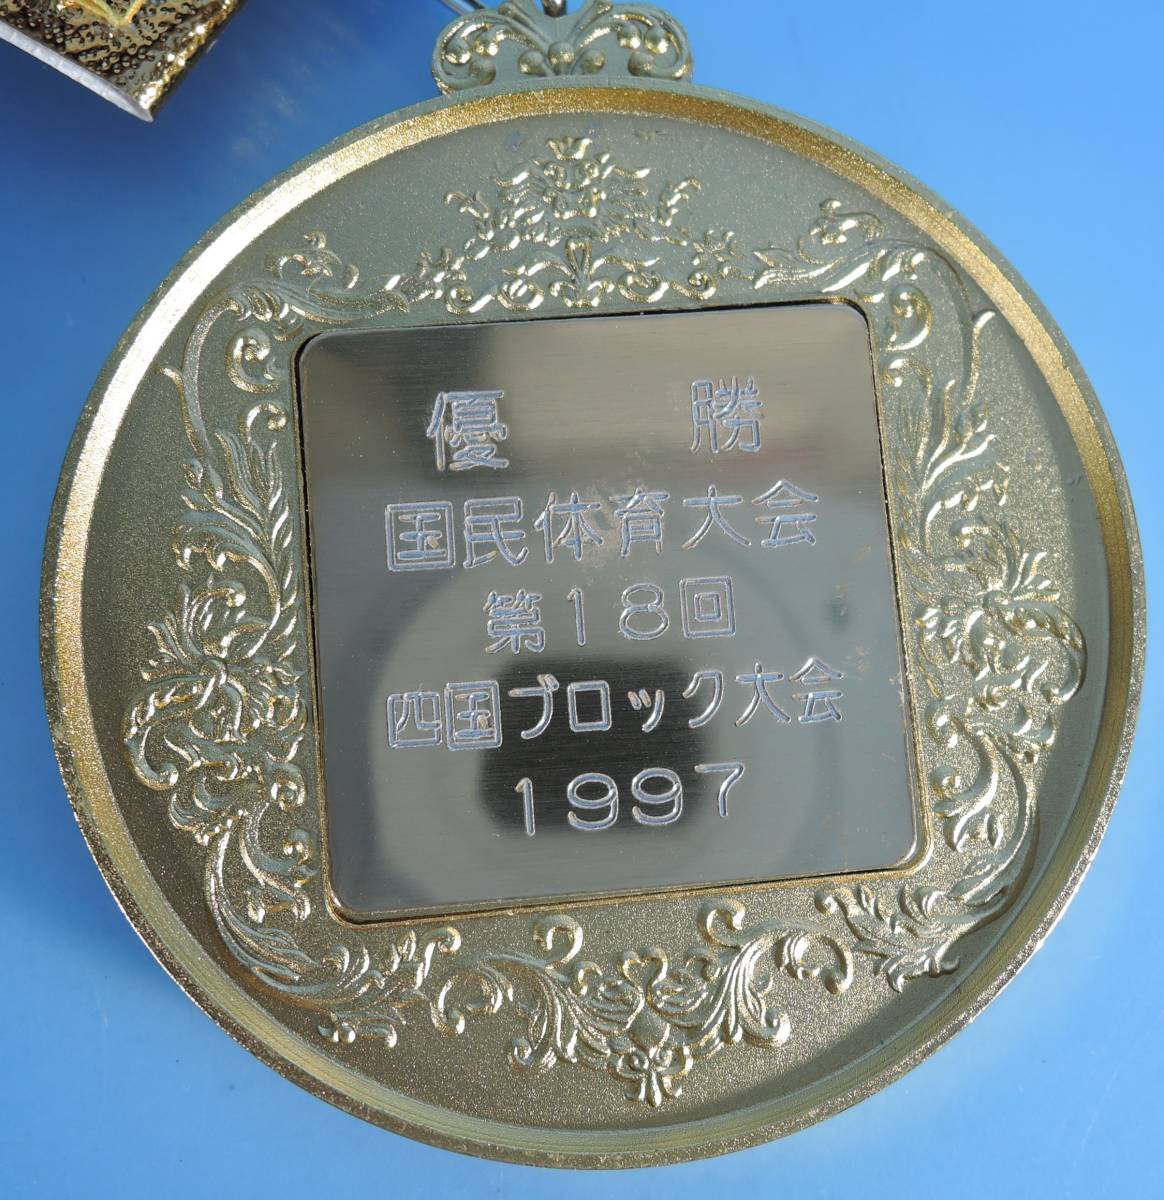 優 勝
国民体育大会
第18回
四国ブロック大会
1997